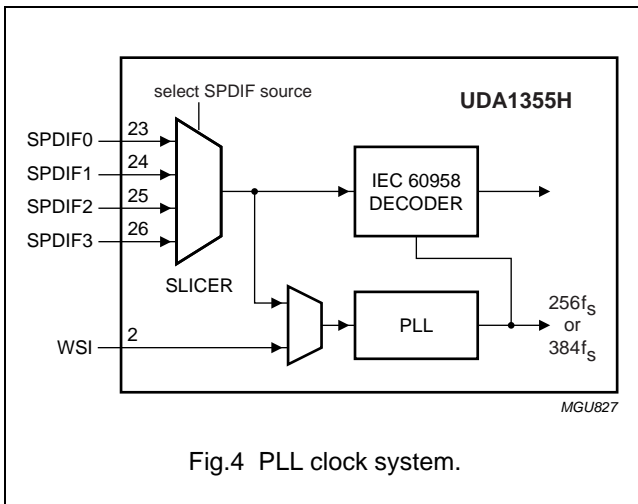 select SPDIF source
UDA1355H
SPDIF0 23
SPDIF1 24
SPDIF2 25
SPDIF3 26
SLICER
IEC 60958
DECODER
WSI 2
PLL
256fs
or
384fs
MGU827
Fig.4 PLL clock system.